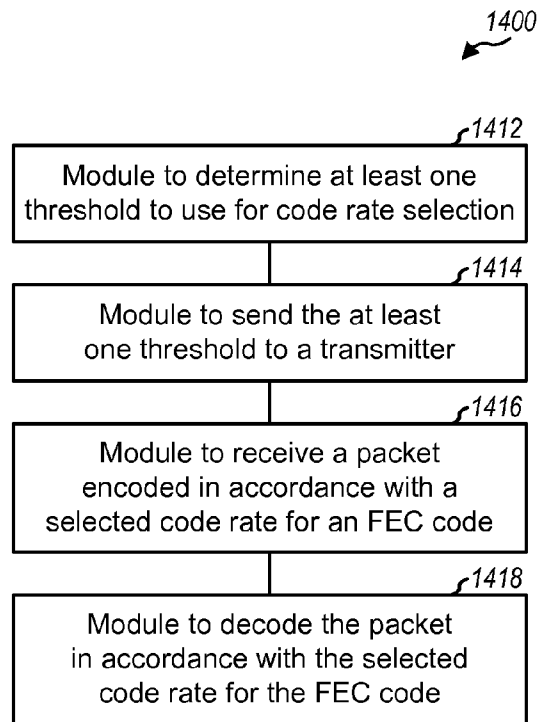 1400
1412
Module to determine at least one
threshold to use for code rate selection
1414
Module to send the at least
one threshold to a transmitter
1416
Module to receive a packet
encoded in accordance with a
selected code rate for an FEC code
1418
Module to decode the packet
in accordance with the selected
code rate for the FEC code